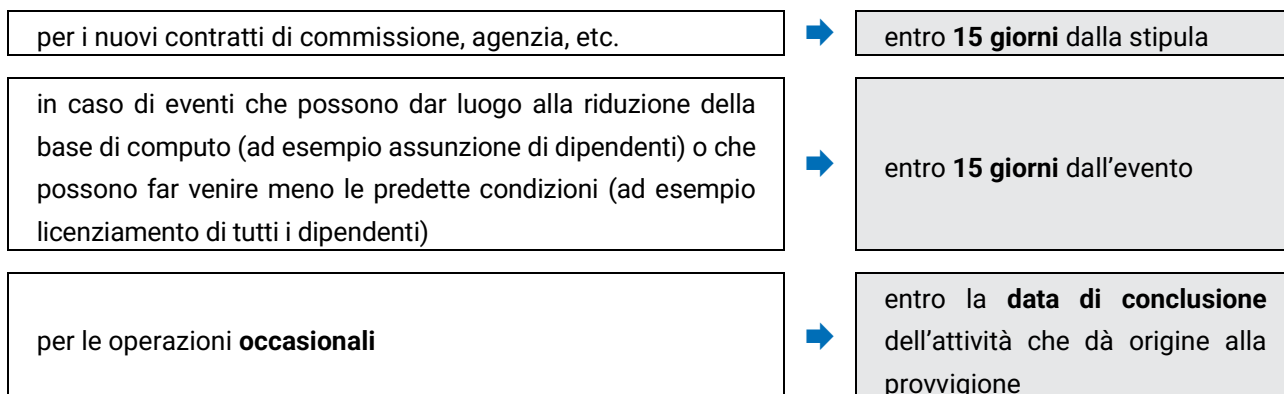 per i nuovi contratti di commissione, agenzia, etc.
entro 15 giorni dalla stipula
in caso di eventi che possono dar luogo alla riduzione della
base di computo (ad esempio assunzione di dipendenti) o che
possono far venire meno le predette condizioni (ad esempio
licenziamento di tutti i dipendenti)
entro 15 giorni dall’evento
per le operazioni occasionali
entro la data di conclusione
dell’attività che dà origine alla
provvigione